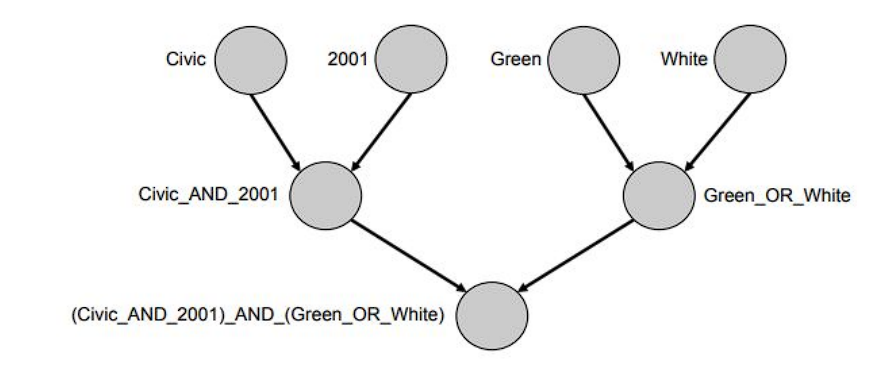 Civic
2001
Green
White
Civic_AND_2001
Green_OR_White
(Civic_AND_2001)_AND_(Green_OR_White)